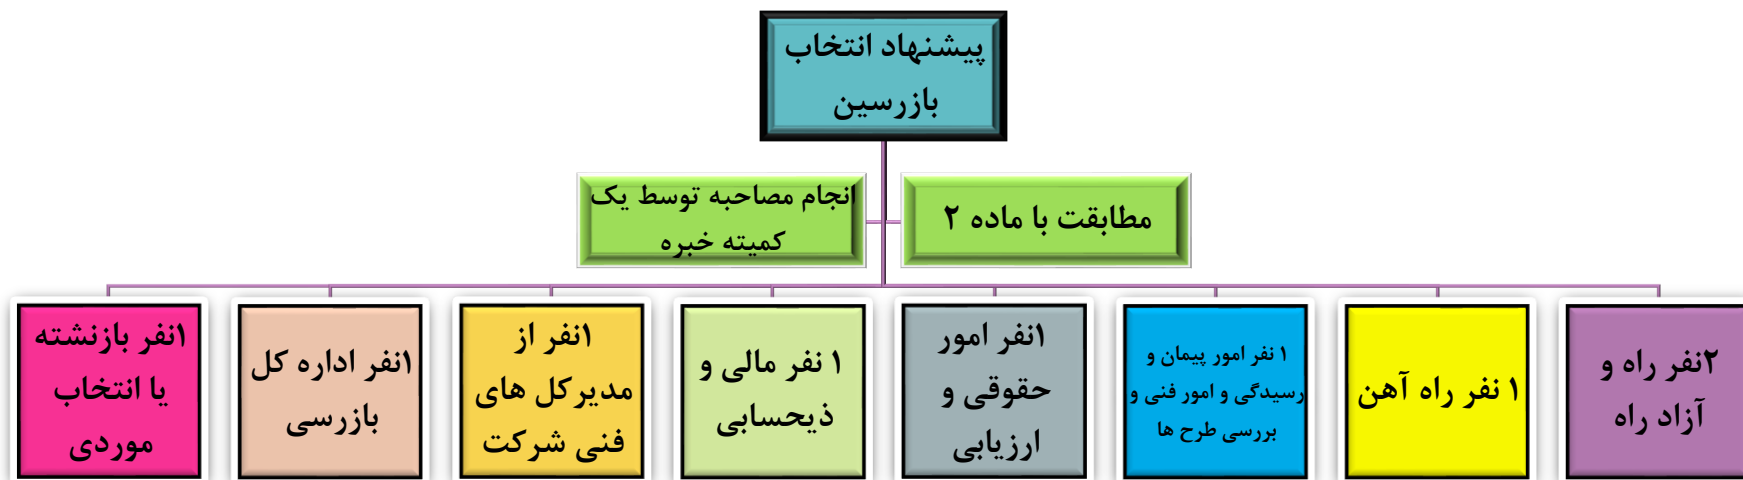 پیشنهاد انتخاب
بازرسین
مطابقت با ماده ۲
انجام مصاحبه توسط یک
کمیته خبره
۲نفر راه و
آزاد راه
۱ نفر راه آهن
۱ نفر امور پیمان و
رسیدگی و امور فنی و
بررسی طرح ها
۱نفر امور
حقوقی و
ارزیابی
۱ نفر مالی و
ذیحسابی
۱نفر از
مدیرکل های
فنی شرکت
۱نفر اداره کل
بازرسی
۱نفر بازنشته
یا انتخاب
موردی